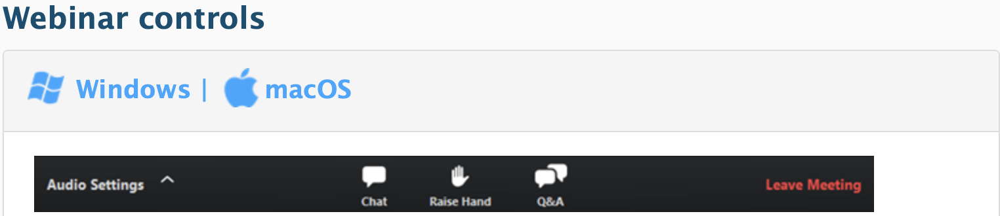 Webinar controls
Windows | macOS
Audio Settings
Chat
Raise Hand
Q&A
Leave Meeting